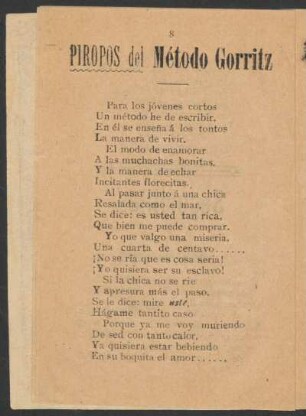 8
PIROPOS del Método Gorritz
Para los jóvenes cortos
Un método he de escribir.
En él se enseña á los tontos
La manera de vivir.
El modo de enamorar
A las muchachas bonitas,
Y la manera de echar
Incitantes florecitas.
Al pasar junto á una chica
Resalada como el mar,
Se dice: es usted tan rica,
Que bien me puede comprar.
Yo que valgo una miseria,
Una cuarta de centavo......
¡No se ría que es cosa seria!
¡Yo quisiera ser su esclavo!
Si la chica no se ríe
Y apresura más el paso,
Se le dice: mire usté,
Hágame tantito caso
Porque ya me voy muriendo
De sed con tanto calor,
Ya quisiera estar bebiendo
En su boquita el amor......